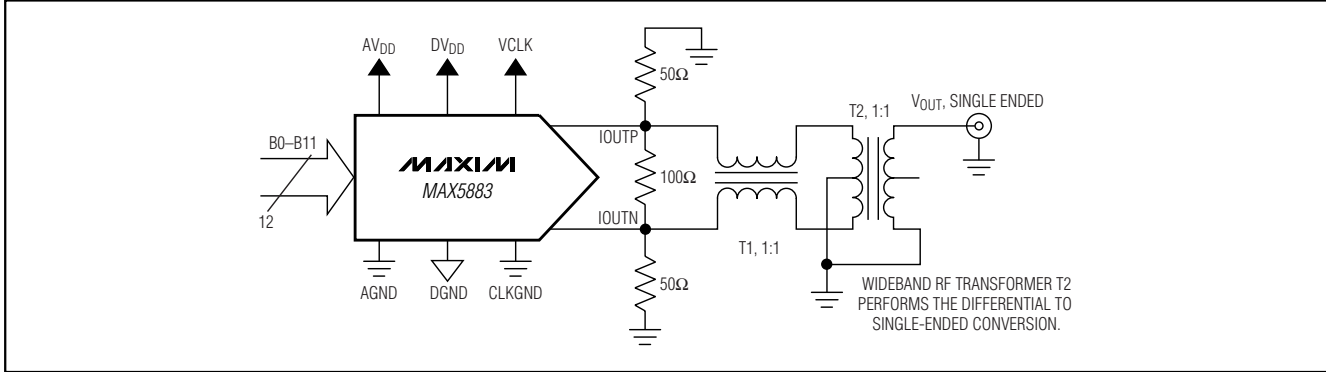 AVDD
DVDD
VCLK
50Ω
T2, 1:1
VOUT, SINGLE ENDED
B0–B11
IOUTP
MAXIM
MAX5883
100Ω
12
IOUTN
T1, 1:1
AGND
DGND
CLKGND
50Ω
WIDEBAND RF TRANSFORMER T2
PERFORMS THE DIFFERENTIAL TO
SINGLE-ENDED CONVERSION.